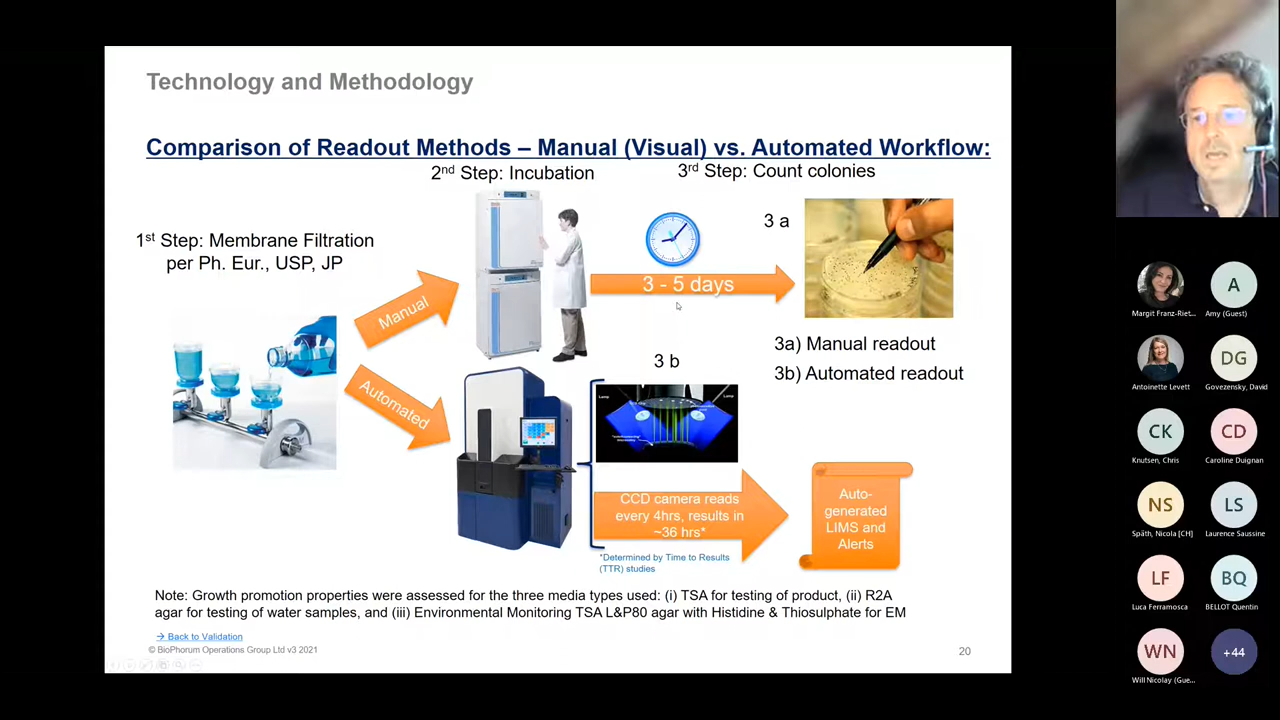 Technology and Methodology
Comparison of Readout Methods – Manual (Visual) vs. Automated Workflow:
2nd Step: Incubation
3rd Step: Count colonies
1st Step: Membrane Filtration
per Ph. Eur., USP, JP
Manual
3 - 5 days
3 a
3a) Manual readout
3b) Automated readout
Automated
3 b
Lamp
Lamp
CCD camera reads
every 4hrs, results in
~36 hrs*
*Determined by Time to Results
(TTR) studies
Auto-
generated
LIMS and
Alerts
Note: Growth promotion properties were assessed for the three media types used: (i) TSA for testing of product, (ii) R2A
agar for testing of water samples, and (iii) Environmental Monitoring TSA L&P80 agar with Histidine & Thiosulphate for EM
→ Back to Validation
© BioPhorum Operations Group Ltd v3 2021
20
Margit Franz-Riet...
A
Amy (Guest)
Antoinette Levett
DG
Govezensky, David
CK
Knutsen, Chris
CD
Caroline Duignan
NS
Späth, Nicola [CH]
LS
Laurence Saussine
LF
Luca Ferramosca
BQ
BELLOT Quentin
WN
Will Nicolay (Gue...
+44